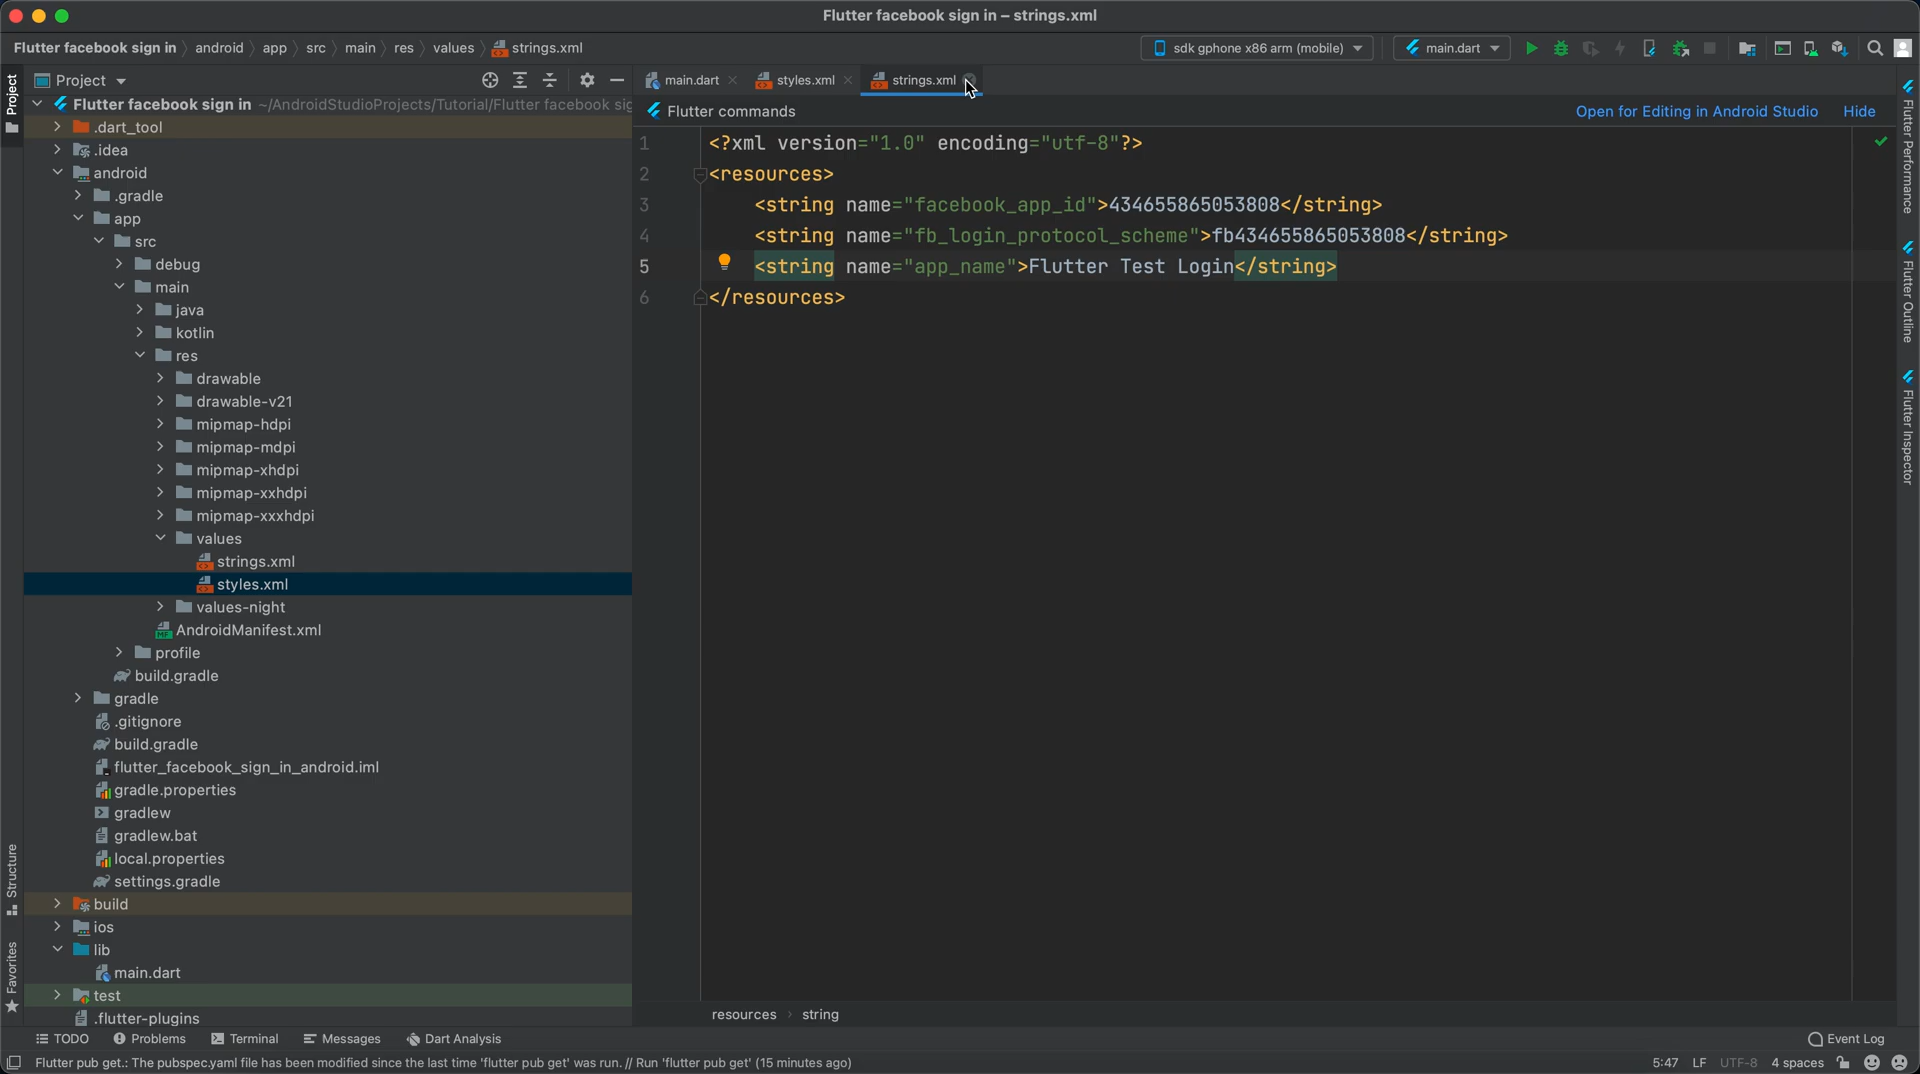 Flutter facebook sign in – strings.xml
Flutter facebook sign in android app src main res values strings.xml
sdk gphone x86 arm (mobile)
main.dart
Project
Project
main.dart
styles.xml
strings.xml
Flutter facebook sign in ~/AndroidStudioProjects/Tutorial/Flutter facebook sig
.dart_tool
.idea
android
.gradle
app
src
debug
main
java
kotlin
res
drawable
drawable-v21
mipmap-hdpi
mipmap-mdpi
mipmap-xhdpi
mipmap-xxhdpi
mipmap-xxxhdpi
values
strings.xml
styles.xml
values-night
AndroidManifest.xml
profile
build.gradle
gradle
.gitignore
build.gradle
flutter_facebook_sign_in_android.iml
gradle.properties
gradlew
gradlew.bat
local.properties
settings.gradle
build
ios
lib
main.dart
test
.flutter-plugins
Structure
Favorites
Flutter commands
Open for Editing in Android Studio
Hide
1 <?xml version="1.0" encoding="utf-8"?>
2 <resources>
3 <string name="facebook_app_id">434655865053808</string>
4 <string name="fb_login_protocol_scheme">fb434655865053808</string>
5 <string name="app_name">Flutter Test Login</string>
6 </resources>
Flutter Performance
Flutter Outline
Flutter Inspector
resources string
TODO
Problems
Terminal
Messages
Dart Analysis
Event Log
Flutter pub get.: The pubspec.yaml file has been modified since the last time 'flutter pub get' was run. // Run 'flutter pub get' (15 minutes ago)
5:47 LF UTF-8 4 spaces